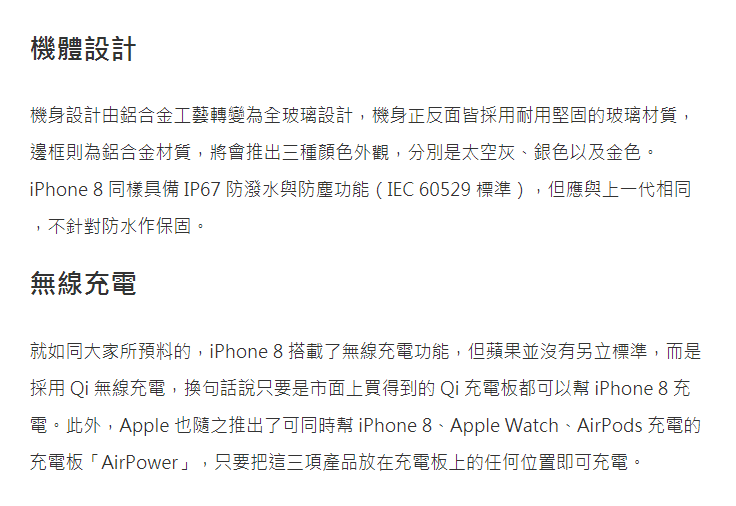 機體設計
機身設計由鋁合金工藝轉變為全玻璃設計，機身正反面皆採用耐用堅固的玻璃材質，
邊框則為鋁合金材質，將會推出三種顏色外觀，分別是太空灰、銀色以及金色。
iPhone 8 同樣具備 IP67 防潑水與防塵功能（IEC 60529 標準），但應與上一代相同
，不針對防水作保固。
無線充電
就如同大家所預料的，iPhone 8 搭載了無線充電功能，但蘋果並沒有另立標準，而是
採用 Qi 無線充電，換句話說只要是市面上買得到的 Qi 充電板都可以幫 iPhone 8 充
電。此外，Apple 也隨之推出了可同時幫 iPhone 8、Apple Watch、AirPods 充電的
充電板「AirPower」，只要把這三項產品放在充電板上的任何位置即可充電。